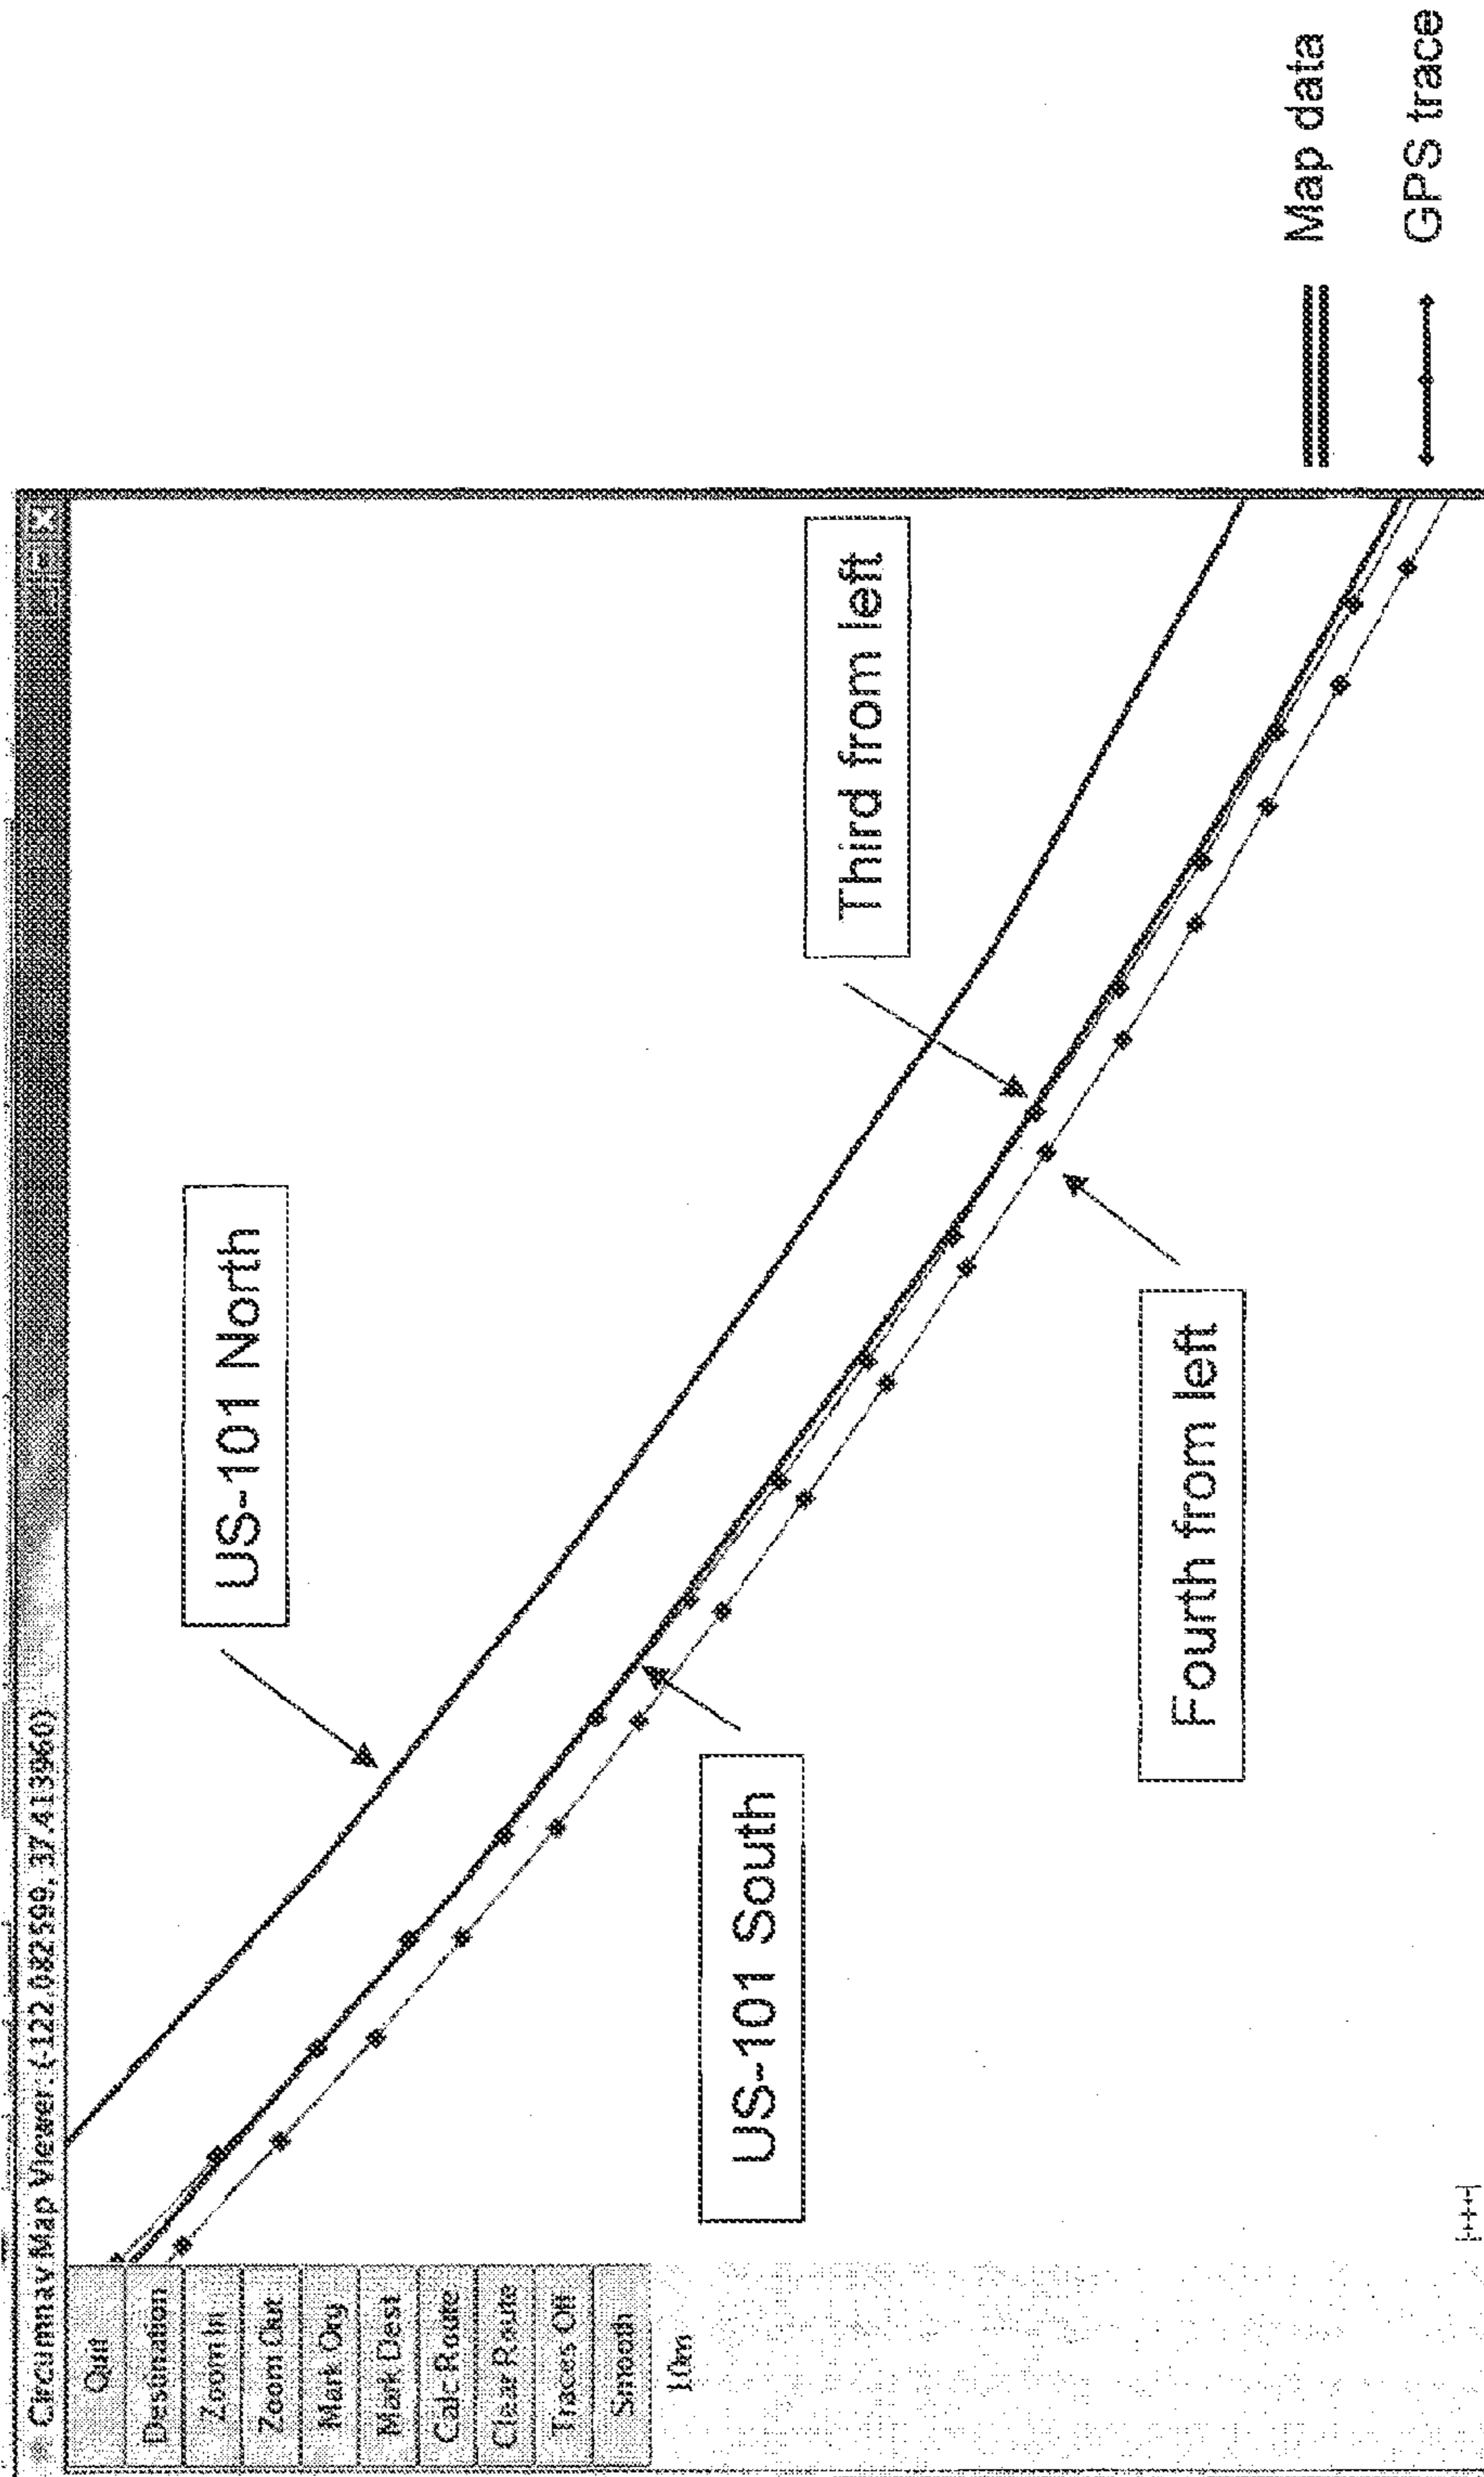 Circumnav Map Viewer: (-122.082599, 37.413960)
Quit
Destination
Zoom In
Zoom Out
Mark Org
Mark Dest
Calc Route
Clear Route
Traces Off
Smooth
10m
US-101 North
Third from left
US-101 South
Fourth from left
Map data
GPS trace